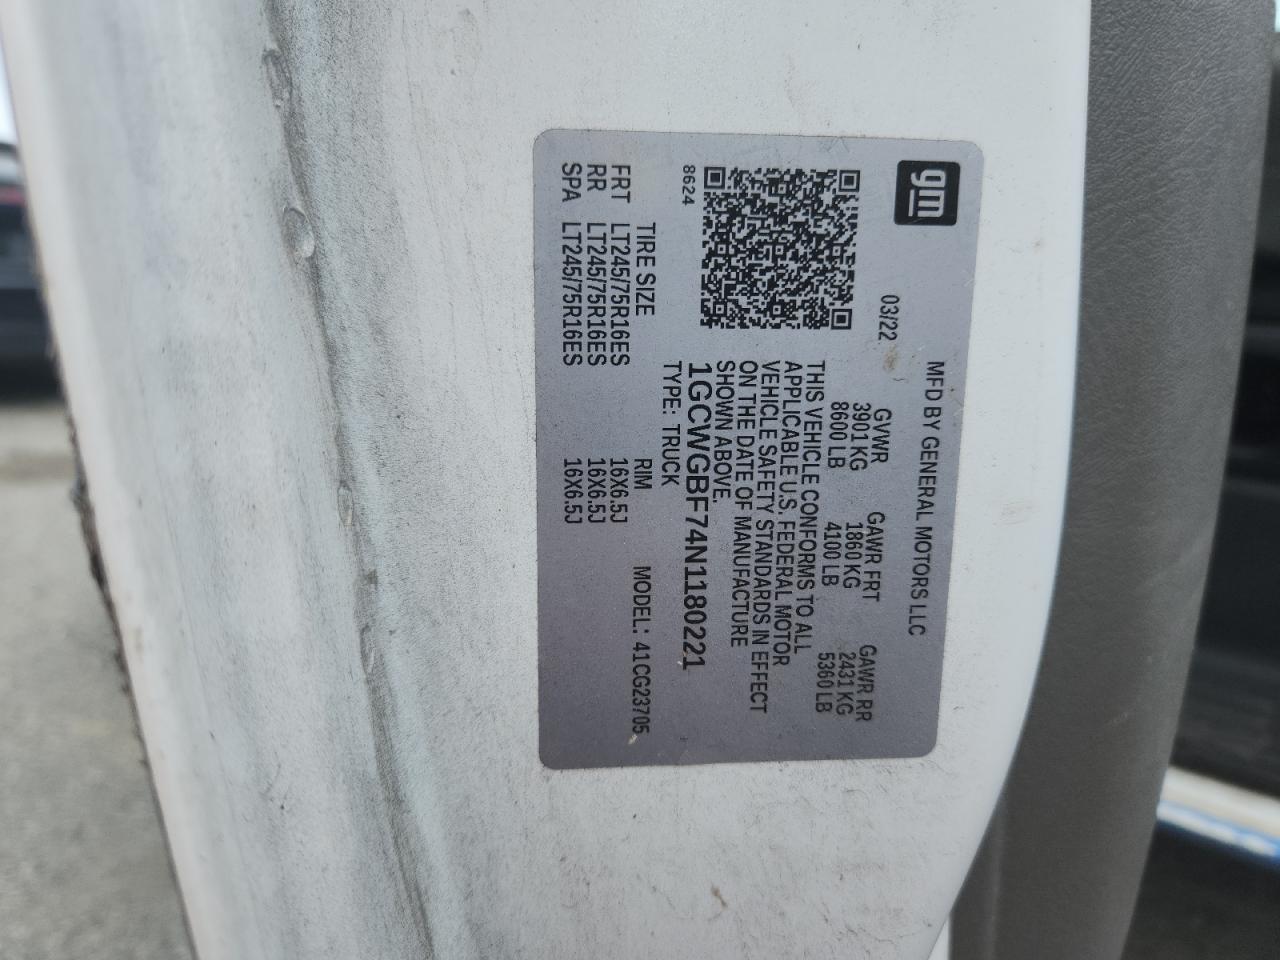 gm
MFD BY GENERAL MOTORS LLC
03/22
GVWR GAWR FRT GAWR RR
3901 KG 1860 KG 2431 KG
8600 LB 4100 LB 5360 LB
THIS VEHICLE CONFORMS TO ALL
APPLICABLE U.S. FEDERAL MOTOR
VEHICLE SAFETY STANDARDS IN EFFECT
ON THE DATE OF MANUFACTURE
SHOWN ABOVE.
1GCWGBF74N1180221
TYPE: TRUCK
8624
TIRE SIZE RIM MODEL: 41CG23705
FRT LT245/75R16ES 16X6.5J
RR LT245/75R16ES 16X6.5J
SPA LT245/75R16ES 16X6.5J